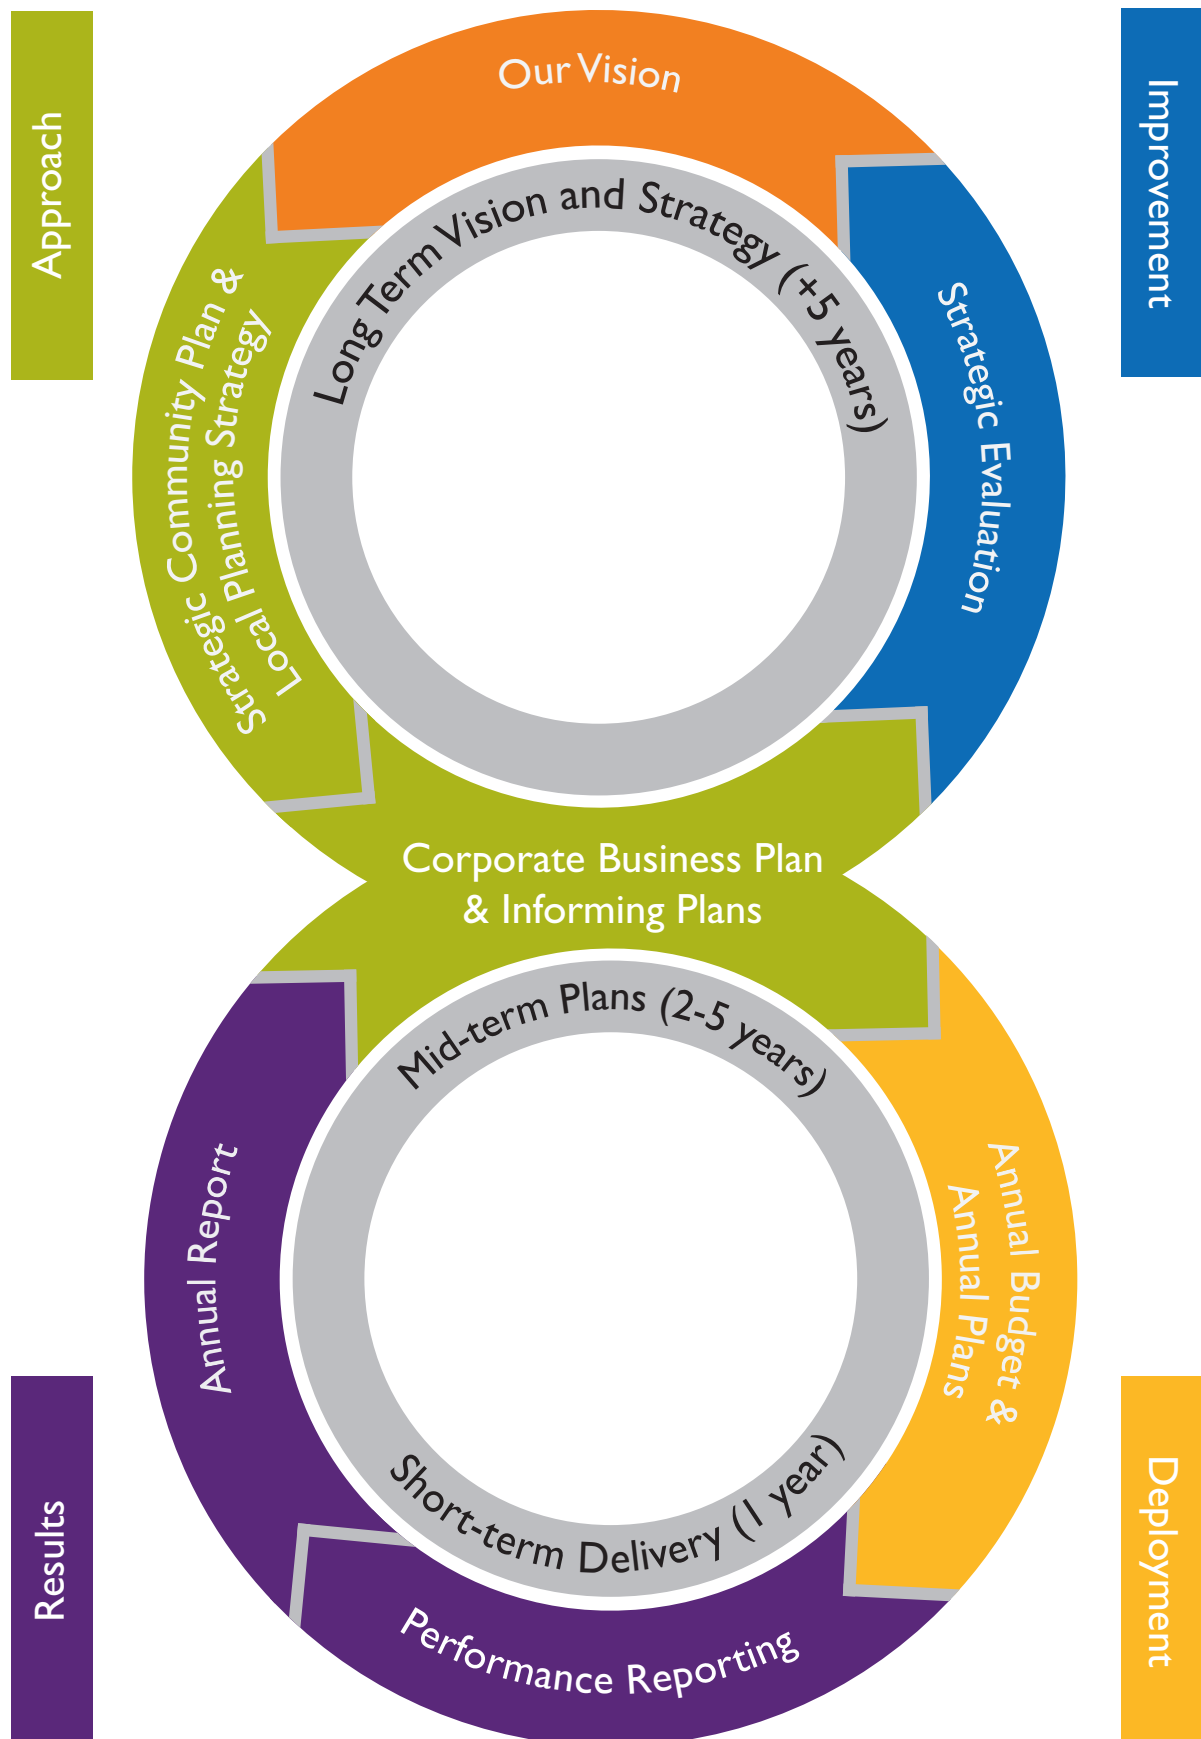 Approach
Improvement
Our Vision
Long Term Vision and Strategy (+5 years)
Strategic Community Plan &
Local Planning Strategy
Strategic Evaluation
Corporate Business Plan
& Informing Plans
Mid-term Plans (2-5 years)
Annual Report
Annual Budget &
Annual Plans
Short-term Delivery (1 year)
Performance Reporting
Results
Deployment